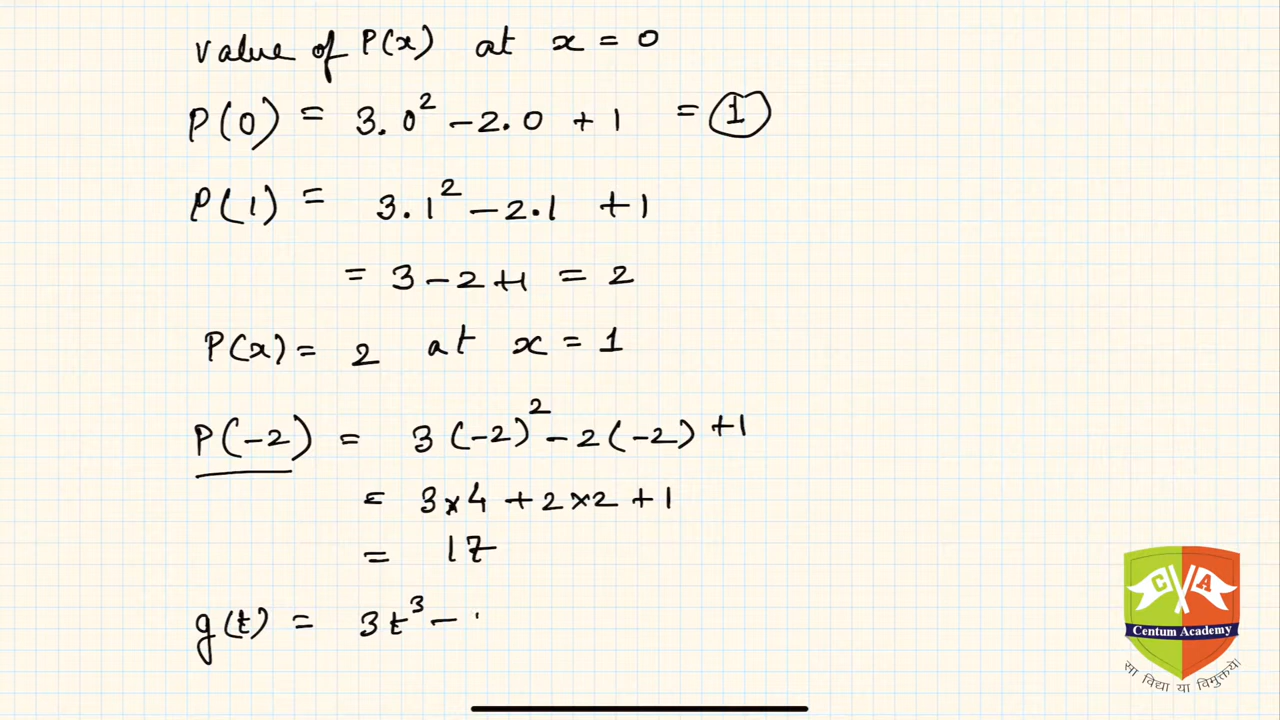 value of P(x) at x = 0
P(0) = 3.0² - 2.0 + 1 = 1
P(1) = 3.1² - 2.1 + 1
= 3 - 2 + 1 = 2
P(x) = 2 at x = 1
P(-2) = 3(-2)² - 2(-2) + 1
= 3×4 + 2×2 + 1
= 17
g(t) = 3t³ -
C A
Centum Academy
सा विद्या या विमुक्तये